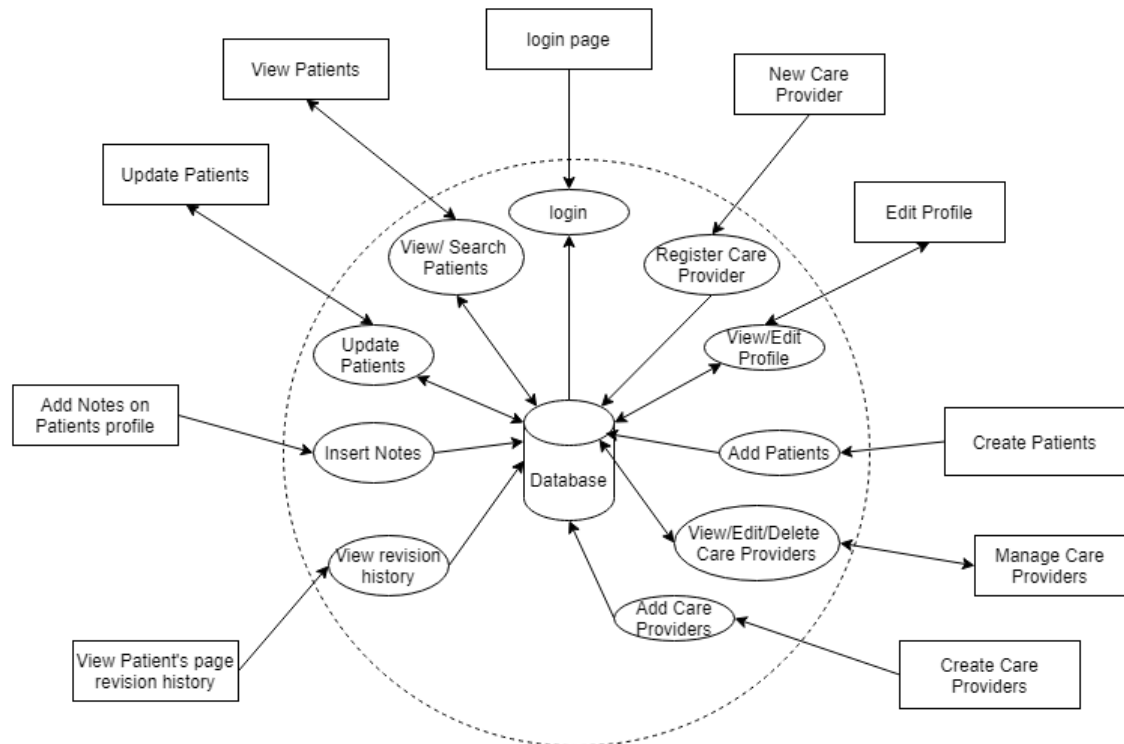 login page
View Patients
New Care
Provider
Update Patients
Edit Profile
login
View/ Search
Patients
Register Care
Provider
Update
Patients
View/Edit
Profile
Add Notes on
Patients profile
Insert Notes
Add Patients
Create Patients
Database
View revision
history
View/Edit/Delete
Care Providers
Manage Care
Providers
Add Care
Providers
View Patient's page
revision history
Create Care
Providers